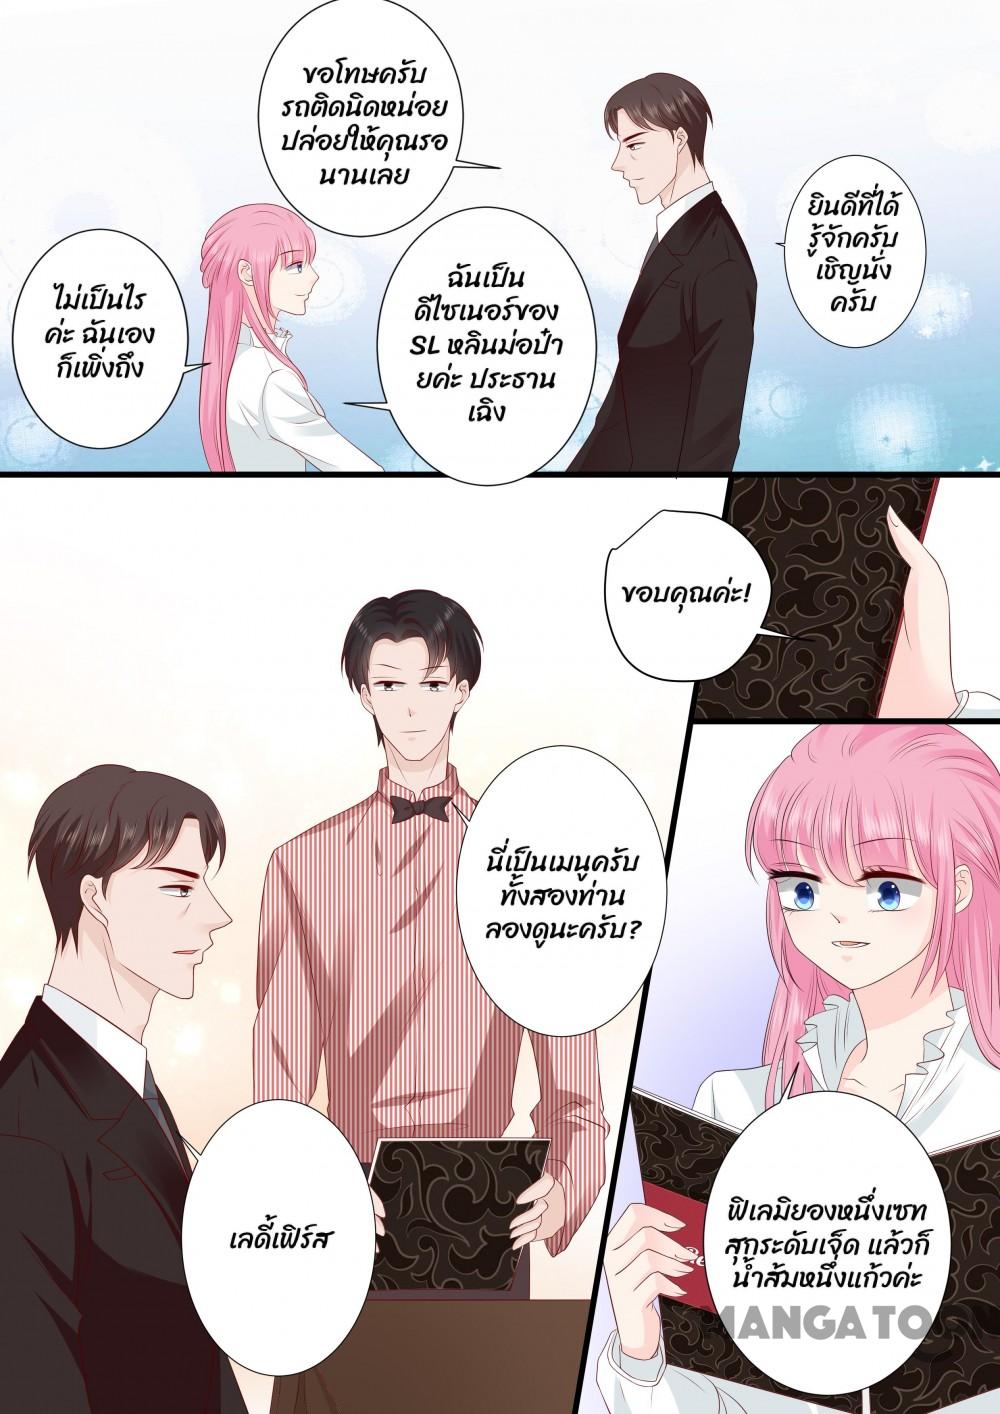 ขอโทษครับ
รถติดนิดหน่อย
ปล่อยให้คุณรอ
นานเลย
ไม่เป็นไร
ค่ะ ฉันเอง
ก็เพิ่งถึง
ฉันเป็น
ดีไซเนอร์ของ
SL หลินม่อป๋า
ยค่ะ ประธาน
เฉิง
ยินดีที่ได้
รู้จักครับ
เชิญนั่ง
ครับ
นี่เป็นเมนูครับ
ทั้งสองท่าน
ลองดูนะครับ?
เลดี้เฟิร์ส
ขอบคุณค่ะ!
ฟิเลมิยองหนึ่งเซท
สุกระดับเจ็ด แล้วก็
น้ำส้มหนึ่งแก้วค่ะ
MANGATOON